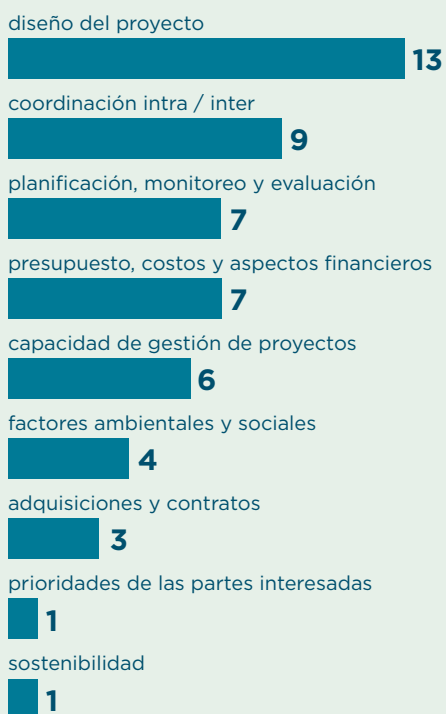 diseño del proyecto
13
coordinación intra / inter
9
planificación, monitoreo y evaluación
7
presupuesto, costos y aspectos financieros
7
capacidad de gestión de proyectos
6
factores ambientales y sociales
4
adquisiciones y contratos
3
prioridades de las partes interesadas
1
sostenibilidad
1